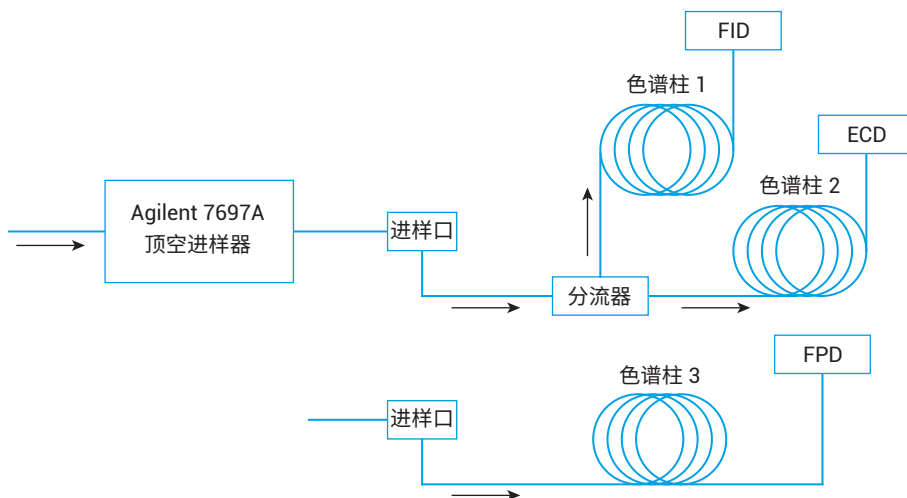 FID
色谱柱 1
ECD
色谱柱 2
Agilent 7697A
顶空进样器
进样口
分流器
FPD
色谱柱 3
进样口